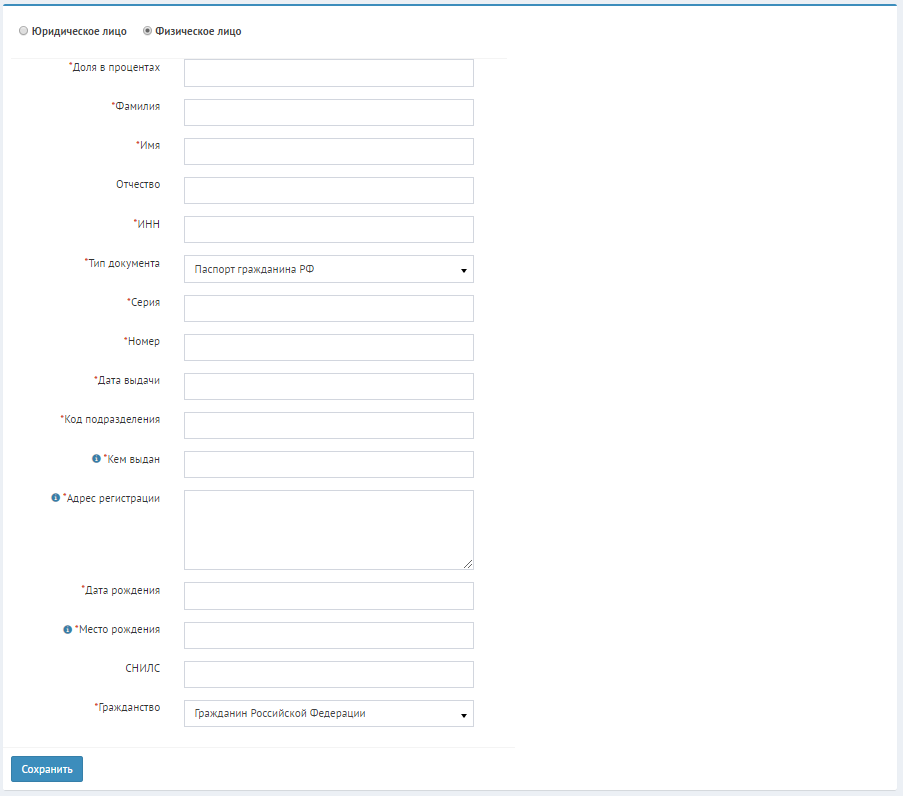 Юридическое лицо Физическое лицо
*Доля в процентах
*Фамилия
*Имя
Отчество
*ИНН
*Тип документа Паспорт гражданина РФ
*Серия
*Номер
*Дата выдачи
*Код подразделения
*Кем выдан
*Адрес регистрации
*Дата рождения
*Место рождения
СНИЛС
*Гражданство Гражданин Российской Федерации
Сохранить